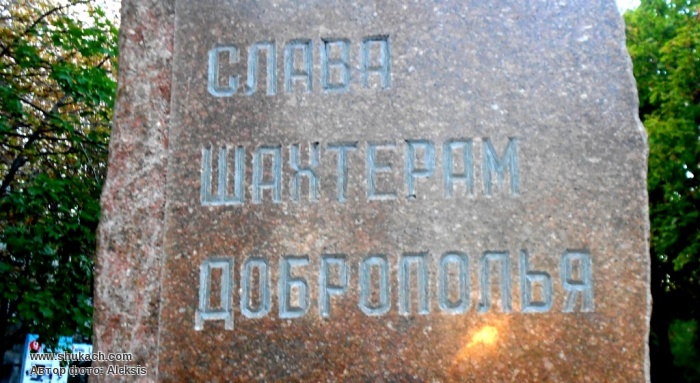 СЛАВА
ШАХТЕРАМ
ДОБРОПОЛЬЯ
www.shukach.com
Автор фото: Aleksis